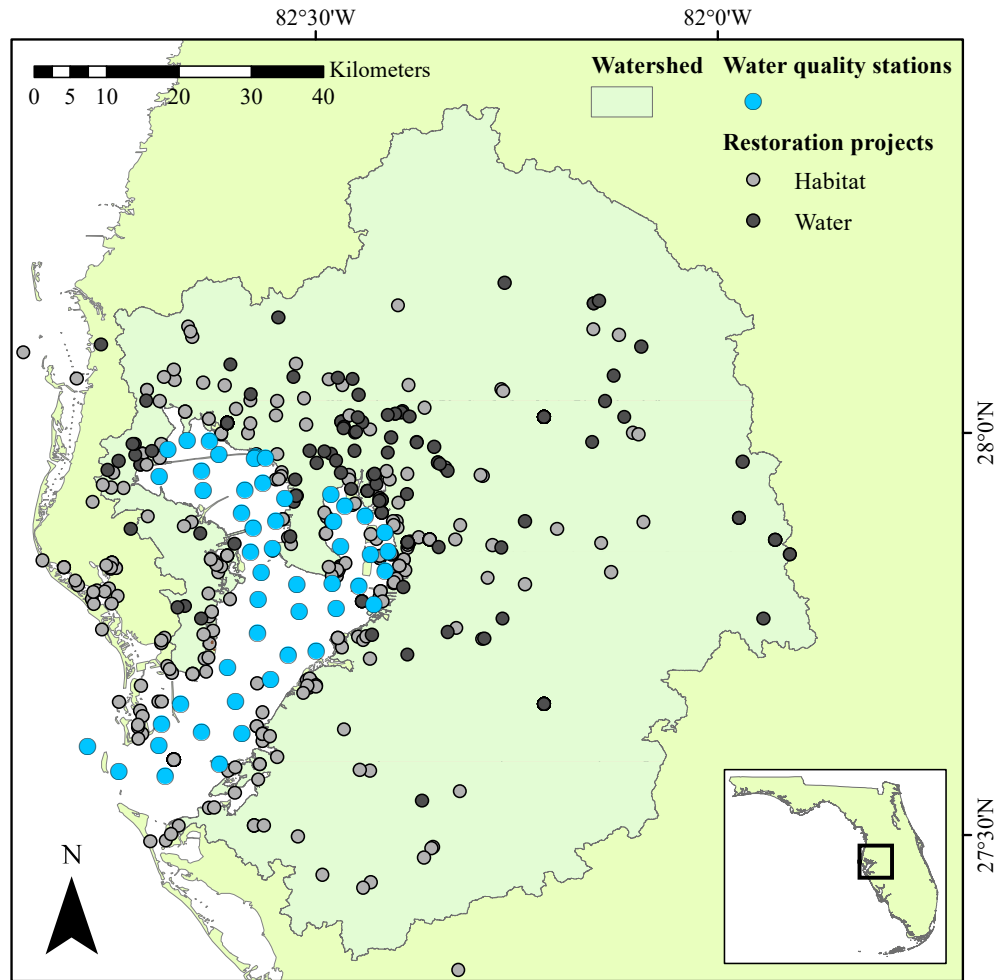 82°30'W 82°0'W
Kilometers
0 5 10 20 30 40
Watershed Water quality stations
Restoration projects
Habitat
Water
28°0'N
27°30'N
N